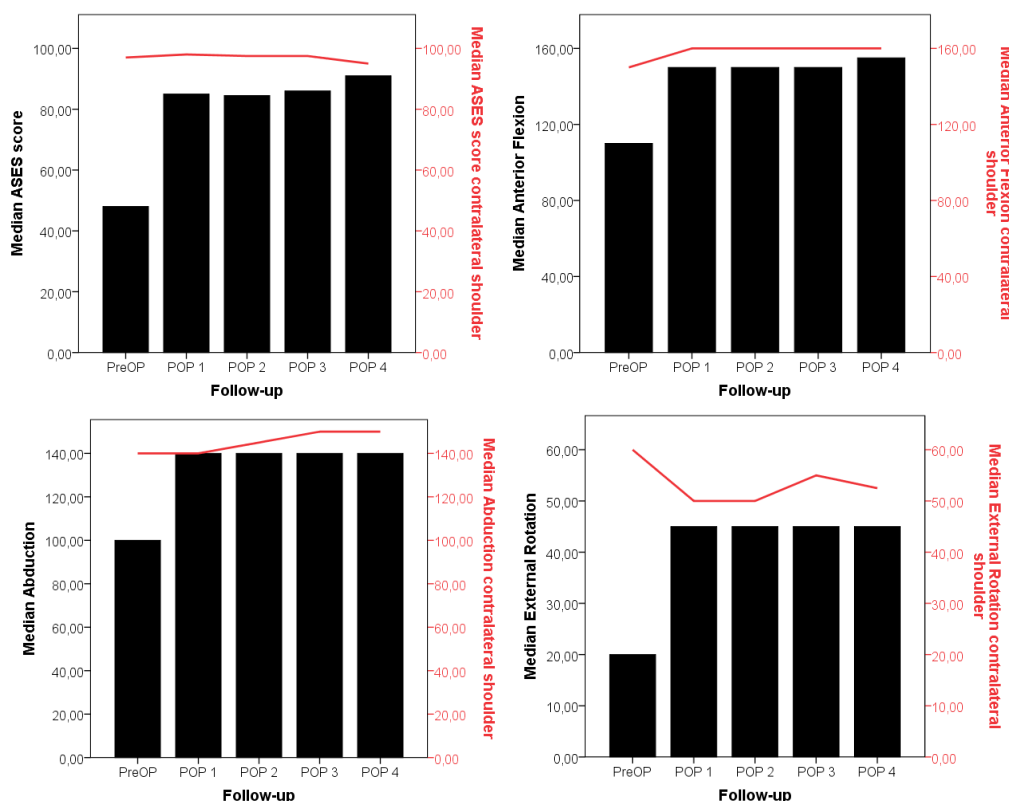 Median ASES score
100,00
80,00
60,00
40,00
20,00
0,00
PreOP POP 1 POP 2 POP 3 POP 4
Follow-up
100,00
80,00
60,00
40,00
20,00
0,00
Median ASES score contralateral shoulder
Median Anterior Flexion
160,00
120,00
80,00
40,00
0,00
PreOP POP 1 POP 2 POP 3 POP 4
Follow-up
160,00
120,00
80,00
40,00
0,00
Median Anterior Flexion contralateral
shoulder
Median Abduction
140,00
120,00
100,00
80,00
60,00
40,00
20,00
0,00
PreOP POP 1 POP 2 POP 3 POP 4
Follow-up
140,00
120,00
100,00
80,00
60,00
40,00
20,00
0,00
Median Abduction contralateral shoulder
Median External Rotation
60,00
50,00
40,00
30,00
20,00
10,00
0,00
PreOP POP 1 POP 2 POP 3 POP 4
Follow-up
60,00
50,00
40,00
30,00
20,00
10,00
0,00
Median External Rotation contralateral
shoulder